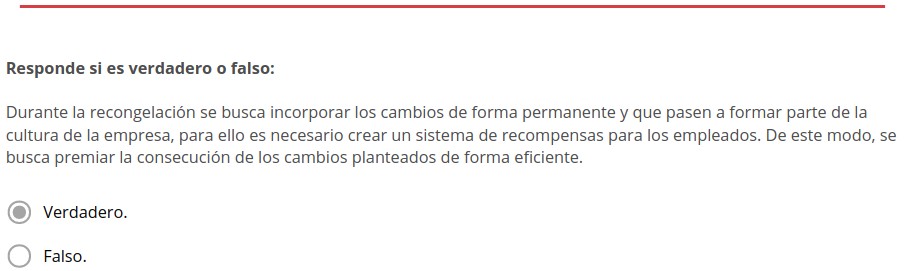 Responde si es verdadero o falso:
Durante la recongelación se busca incorporar los cambios de forma permanente y que pasen a formar parte de la
cultura de la empresa, para ello es necesario crear un sistema de recompensas para los empleados. De este modo, se
busca premiar la consecución de los cambios planteados de forma eficiente.
Verdadero.
Falso.